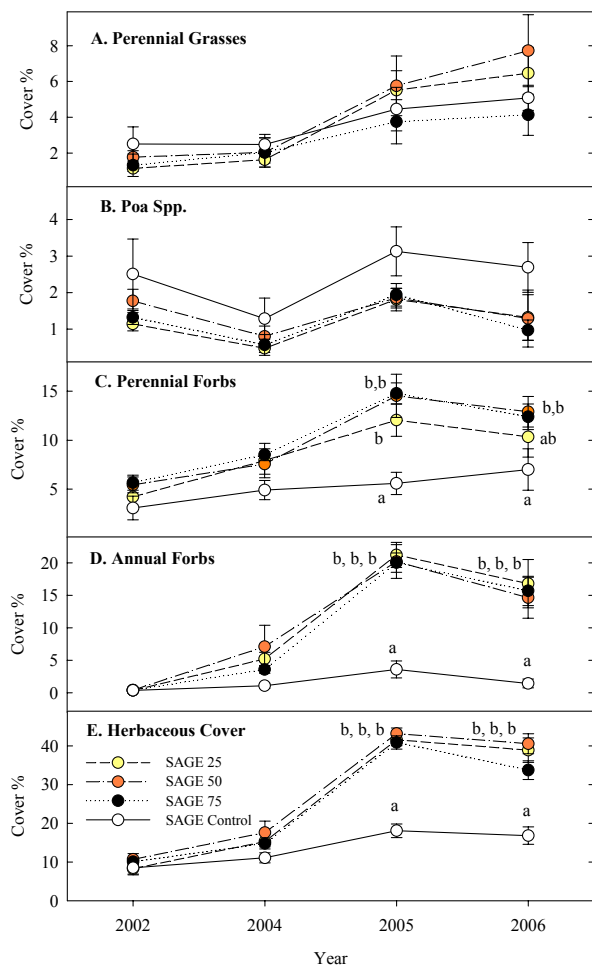 A. Perennial Grasses
8
6
4
2
Cover %
B. Poa Spp.
4
3
2
1
Cover %
C. Perennial Forbs
b,b
b,b
15
10
5
b
ab
a
a
Cover %
D. Annual Forbs
b, b, b
b, b, b
20
15
10
5
0
a
a
Cover %
E. Herbaceous Cover
b, b, b
b, b, b
40
30
20
10
0
SAGE 25
SAGE 50
SAGE 75
SAGE Control
a
a
Cover %
2002
2004
2005
2006
Year